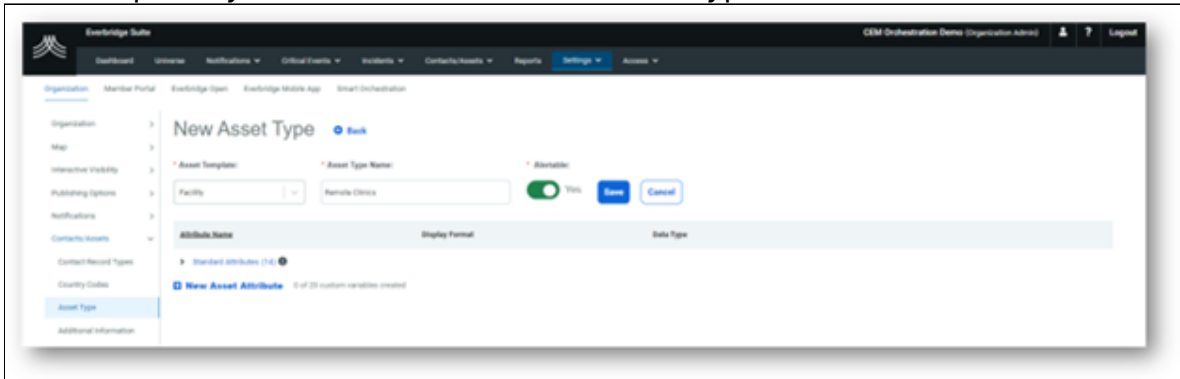 Everbridge Suite
CEM Orchestration Demo (Organization Admin) ? Logout
Dashboard Universe Notifications Critical Events Incidents Contacts/Assets Reports Settings Access
Organization Member Portal Everbridge Open Everbridge Mobile App Smart Orchestration
Organization
Map
Interactive Visibility
Publishing Options
Notifications
Contacts/Assets
Contact Record Types
Country Codes
Asset Type
Additional Information
New Asset Type Back
* Asset Template: * Asset Type Name: * Alertable:
Facility Remote Clinics Yes Save Cancel
Attribute Name Display Format Data Type
Standard Attributes (14)
New Asset Attribute 0 of 20 custom variables created